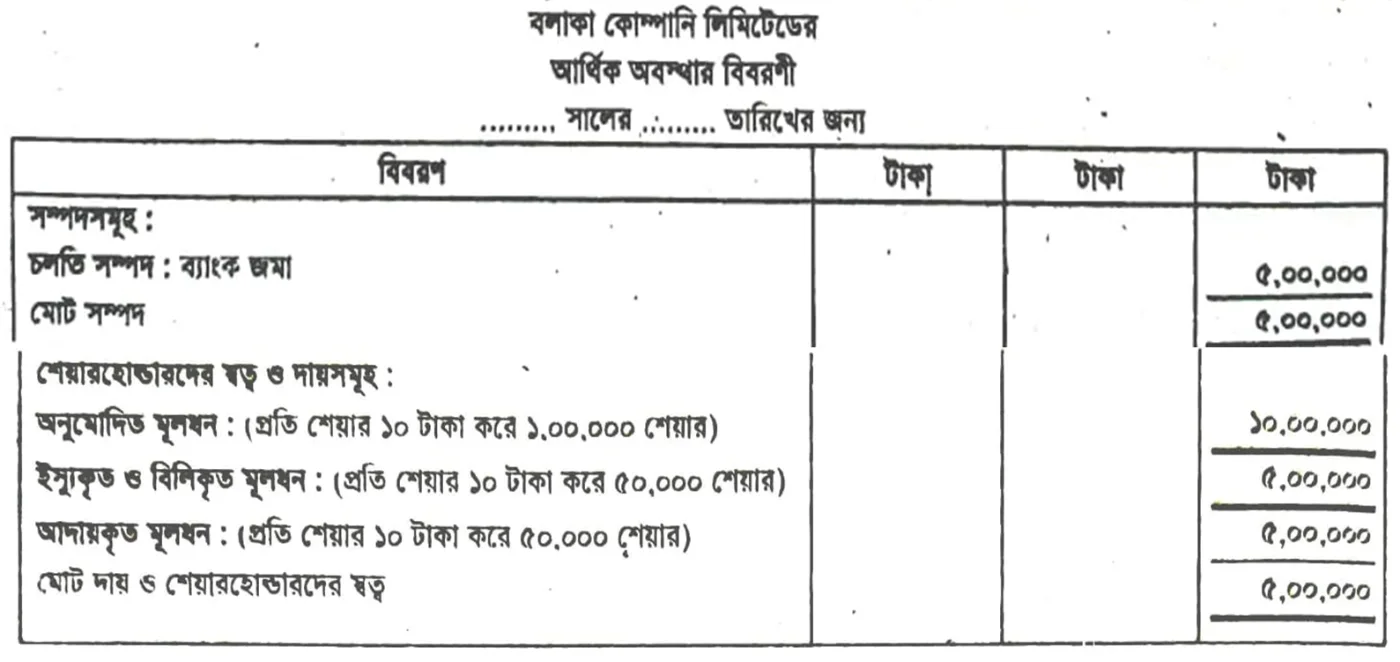 বলাকা কোম্পানি লিমিটেডের
আর্থিক অবস্থার বিবরণী
......... সালের ......... তারিখের জন্য
বিবরণ টাকা টাকা টাকা
সম্পদসমূহ :
চলতি সম্পদ : ব্যাংক জমা ৫,০০,০০০
মোট সম্পদ ৫,০০,০০০
শেয়ারহোল্ডারদের স্বত্ব ও দায়সমূহ :
অনুমোদিত মূলধন : (প্রতি শেয়ার ১০ টাকা করে ১,০০,০০০ শেয়ার) ১০,০০,০০০
ইস্যুকৃত ও বিলিকৃত মূলধন : (প্রতি শেয়ার ১০ টাকা করে ৫০,০০০ শেয়ার) ৫,০০,০০০
আদায়কৃত মূলধন : (প্রতি শেয়ার ১০ টাকা করে ৫০,০০০ শেয়ার) ৫,০০,০০০
মোট দায় ও শেয়ারহোল্ডারদের স্বত্ব ৫,০০,০০০